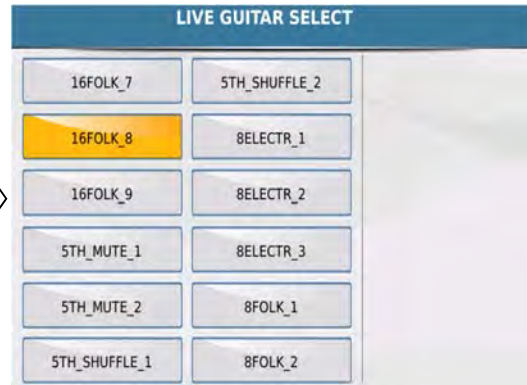 LIVE GUITAR SELECT
16FOLK_7
16FOLK_8
16FOLK_9
5TH_MUTE_1
5TH_MUTE_2
5TH_SHUFFLE_1
5TH_SHUFFLE_2
8ELECTR_1
8ELECTR_2
8ELECTR_3
8FOLK_1
8FOLK_2